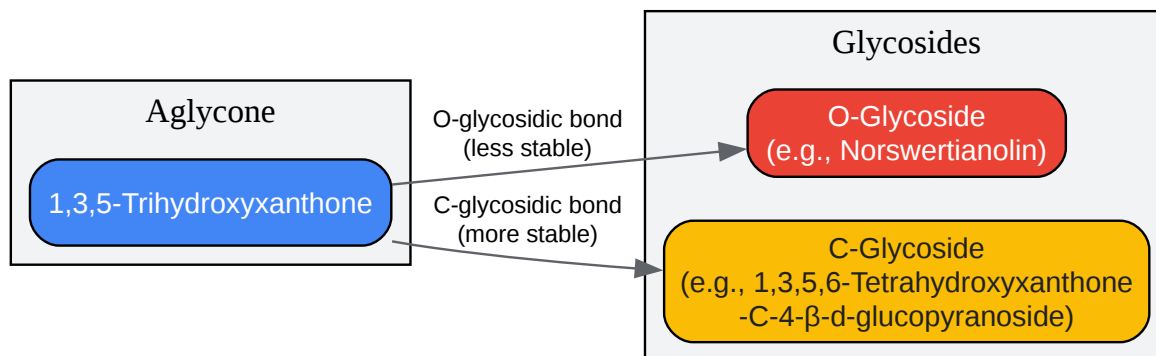 Aglycone
1,3,5-Trihydroxyxanthone
O-glycosidic bond
(less stable)
C-glycosidic bond
(more stable)
Glycosides
O-Glycoside
(e.g., Norswertianolin)
C-Glycoside
(e.g., 1,3,5,6-Tetrahydroxyxanthone
-C-4-β-d-glucopyranoside)